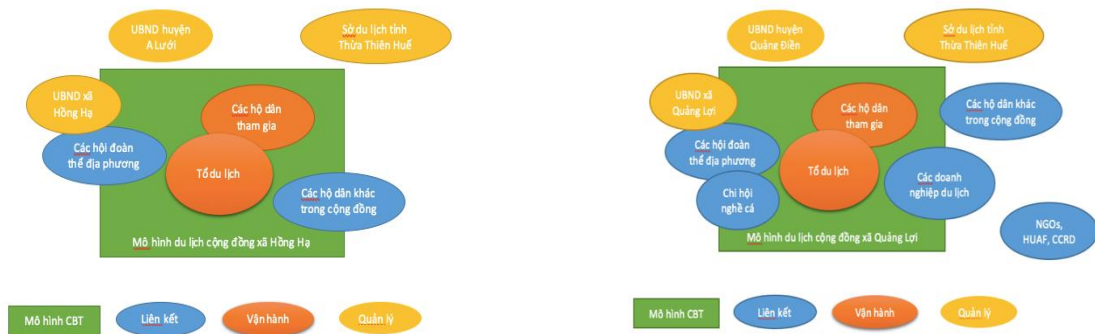 UBND huyện
A Lưới
Sở du lịch tỉnh
Thừa Thiên Huế
UBND xã
Hồng Hạ
Các hộ dân
tham gia
Các hội đoàn
thể địa phương
Tổ du lịch
Các hộ dân khác
trong cộng đồng
Mô hình du lịch cộng đồng xã Hồng Hạ
Mô hình CBT
Liên kết
Vận hành
Quản lý
UBND huyện
Quảng Điền
Sở du lịch tỉnh
Thừa Thiên Huế
UBND xã
Quảng Lợi
Các hộ dân
tham gia
Các hộ dân khác
trong cộng đồng
Các hội đoàn
thể địa phương
Tổ du lịch
Các doanh
nghiệp du lịch
Chi hội
nghề cá
NGOs,
HUAF, CCRD
Mô hình du lịch cộng đồng xã Quảng Lợi
Mô hình CBT
Liên kết
Vận hành
Quản lý